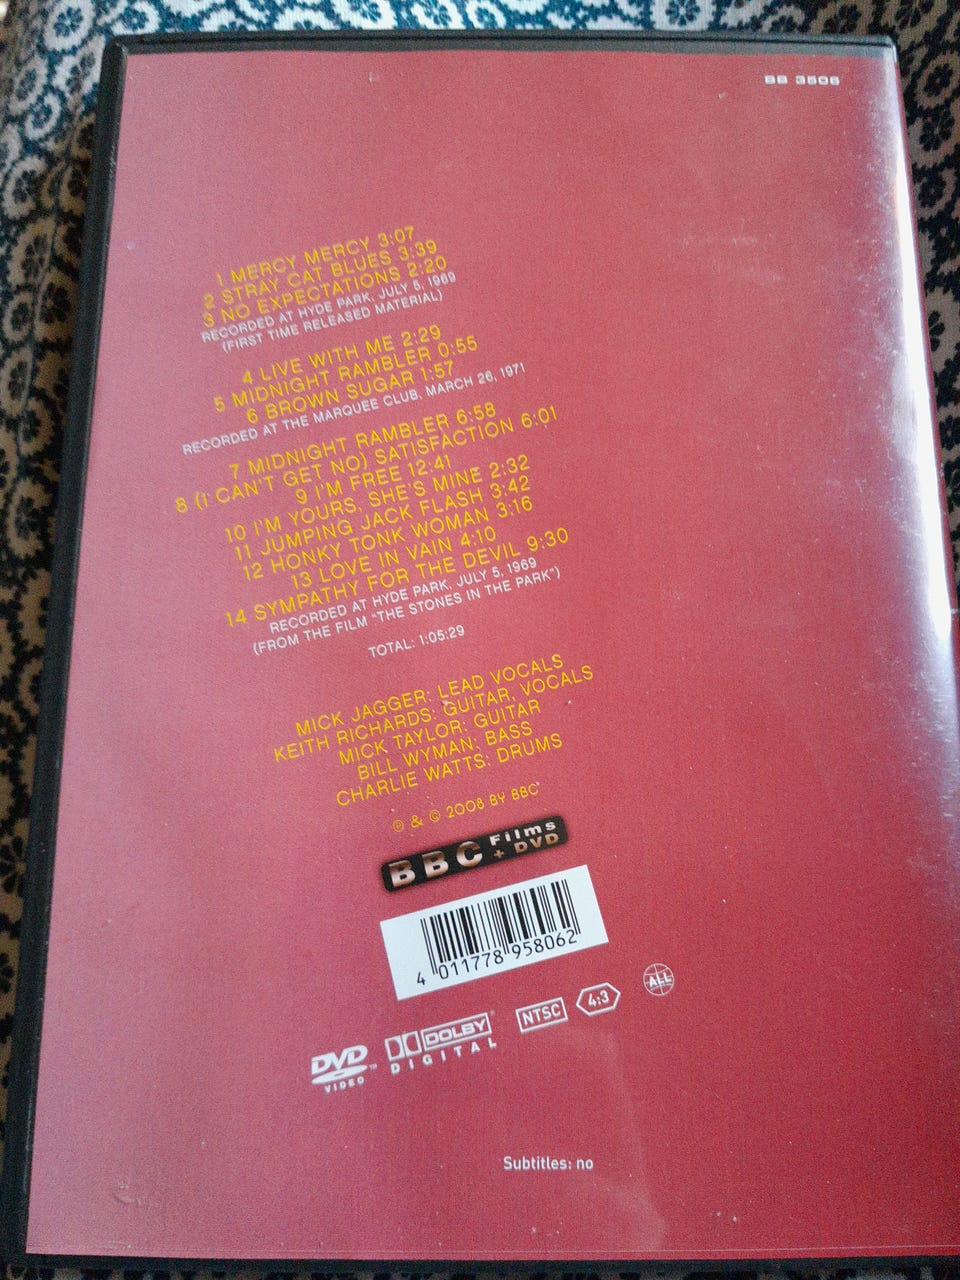 BB 3506
1 MERCY MERCY 3:07
2 STRAY CAT BLUES 3:39
3 NO EXPECTATIONS 2:20
RECORDED AT HYDE PARK, JULY 5, 1969
(FIRST TIME RELEASED MATERIAL)
4 LIVE WITH ME 2:29
5 MIDNIGHT RAMBLER 0:55
6 BROWN SUGAR 1:57
RECORDED AT THE MARQUEE CLUB, MARCH 26, 1971
7 MIDNIGHT RAMBLER 6:58
8 (I CAN'T GET NO) SATISFACTION 6:01
9 I'M FREE 12:41
10 I'M YOURS, SHE'S MINE 2:32
11 JUMPING JACK FLASH 3:42
12 HONKY TONK WOMAN 3:16
13 LOVE IN VAIN 4:10
14 SYMPATHY FOR THE DEVIL 9:30
RECORDED AT HYDE PARK, JULY 5, 1969
(FROM THE FILM "THE STONES IN THE PARK")
TOTAL: 1:05:29
MICK JAGGER: LEAD VOCALS
KEITH RICHARDS: GUITAR, VOCALS
MICK TAYLOR: GUITAR
BILL WYMAN: BASS
CHARLIE WATTS: DRUMS
℗ & © 2008 BY BBC
BBC Films + DVD
4 011778 958062
DVD VIDEO ™
DOLBY DIGITAL
NTSC
4:3
ALL
Subtitles: no